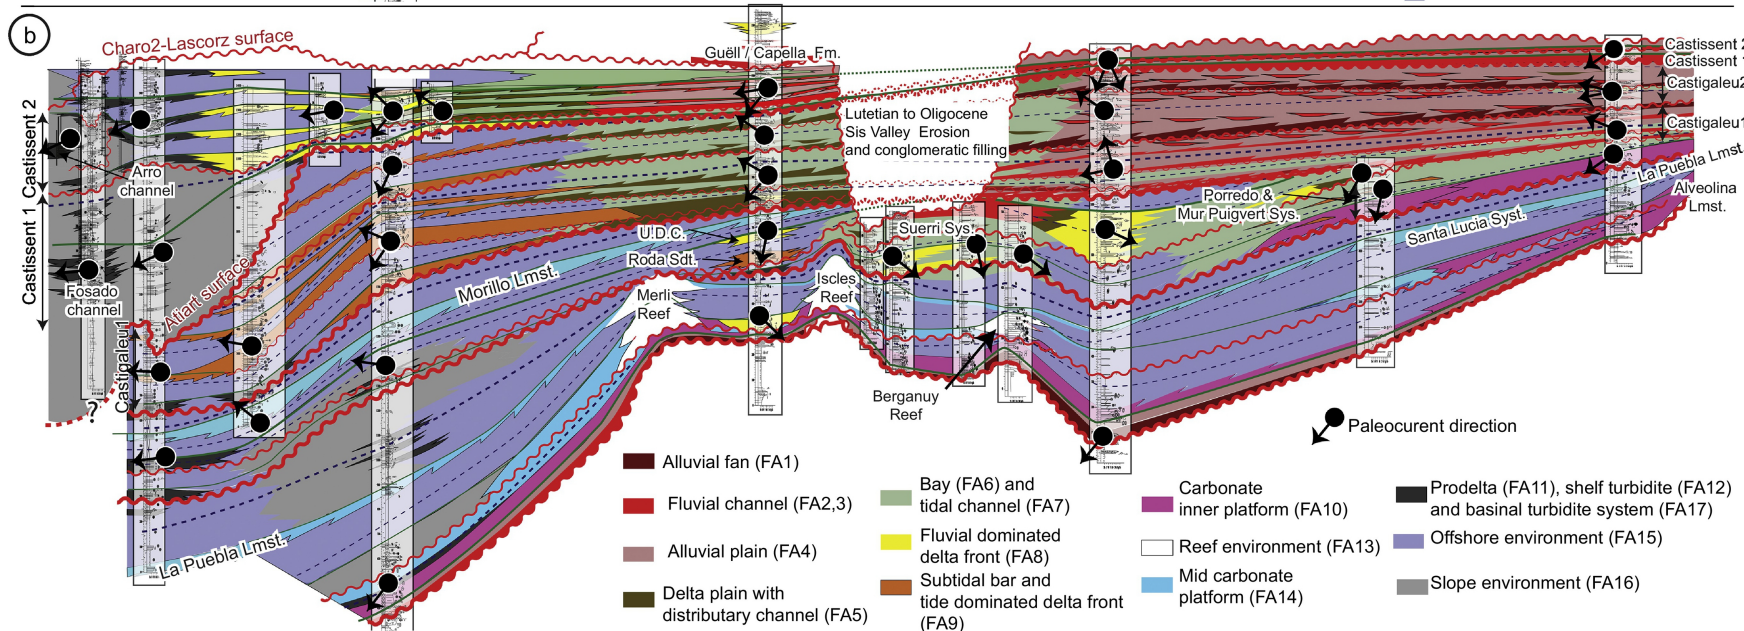 b
Charo2-Lascorz surface
Güell / Capella Fm.
Castissent 2
Castissent 1
Castigaleu2
Castigaleu1
La Puebla Lmst.
Alveolina
Lmst.
Lutetian to Oligocene
Sis Valley Erosion
and conglomeratic filling
Castissent 2
Castissent 1
Castigaleu1
Arro
channel
Fosado
channel
Atiart surface
?
Morillo Lmst.
La Puebla Lmst.
U.D.C.
Roda Sdt.
Merli
Reef
Iscles
Reef
Suerri Sys.
Berganuy
Reef
Porredo &
Mur Puigvert Sys.
Santa Lucia Syst.
Paleocurent direction
Alluvial fan (FA1)
Fluvial channel (FA2,3)
Alluvial plain (FA4)
Delta plain with
distributary channel (FA5)
Bay (FA6) and
tidal channel (FA7)
Fluvial dominated
delta front (FA8)
Subtidal bar and
tide dominated delta front
(FA9)
Carbonate
inner platform (FA10)
Reef environment (FA13)
Mid carbonate
platform (FA14)
Prodelta (FA11), shelf turbidite (FA12)
and basinal turbidite system (FA17)
Offshore environment (FA15)
Slope environment (FA16)